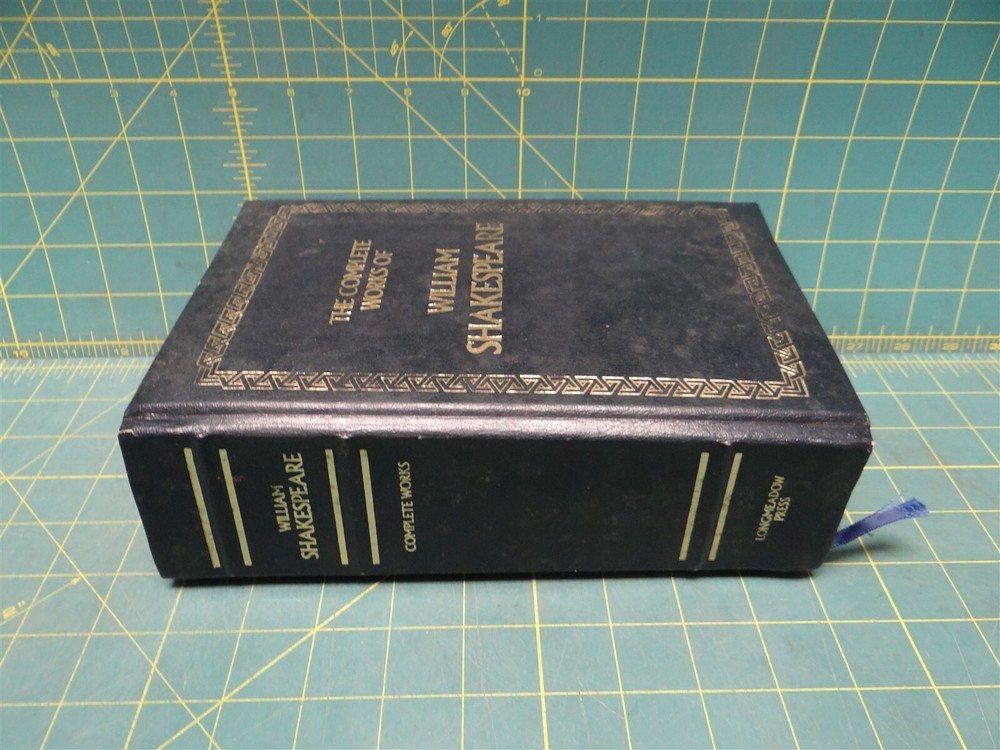 THE COMPLETE
WORKS OF
WILLIAM
SHAKESPEARE
WILLIAM
SHAKESPEARE
COMPLETE WORKS
LONGMEADOW
PRESS